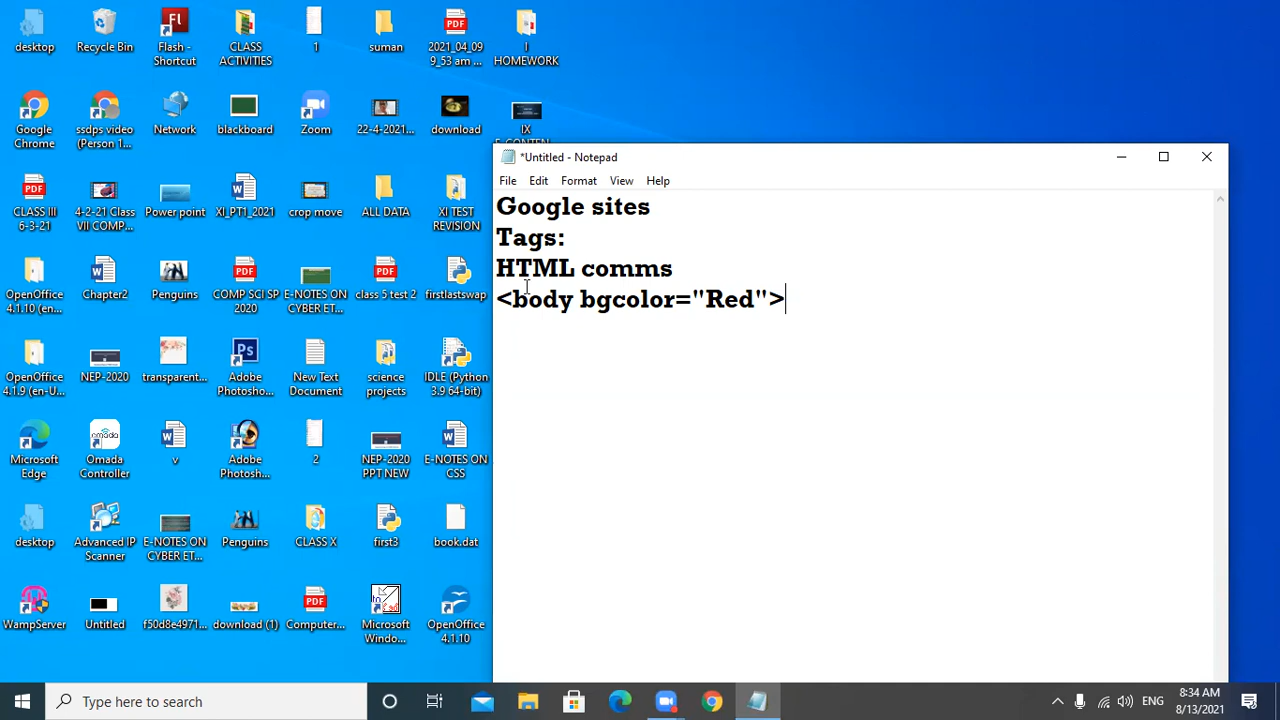 desktop
Recycle Bin
Flash -
Shortcut
CLASS
ACTIVITIES
1
suman
2021_04_09
9_53 am ...
I
HOMEWORK
Google
Chrome
ssdps video
(Person 1...
Network
blackboard
Zoom
22-4-2021...
download
IX
E-CONTEN
CLASS III
6-3-21
4-2-21 Class
VII COMP...
Power point
XI_PT1_2021
crop move
ALL DATA
XI TEST
REVISION
OpenOffice
4.1.10 (en...
Chapter2
Penguins
COMP SCI SP
2020
E-NOTES ON
CYBER ET...
class 5 test 2
firstlastswap
OpenOffice
4.1.9 (en-U...
NEP-2020
transparent...
Adobe
Photosho...
New Text
Document
science
projects
IDLE (Python
3.9 64-bit)
Microsoft
Edge
Omada
Controller
v
Adobe
Photosh...
2
NEP-2020
PPT NEW
E-NOTES ON
CSS
desktop
Advanced IP
Scanner
E-NOTES ON
CYBER ET...
Penguins
CLASS X
first3
book.dat
WampServer
Untitled
f50d8e4971...
download (1)
Computer...
Microsoft
Windo...
OpenOffice
4.1.10
*Untitled - Notepad
File Edit Format View Help
Google sites
Tags:
HTML comms
<body bgcolor="Red">
Type here to search
ENG
8:34 AM
8/13/2021